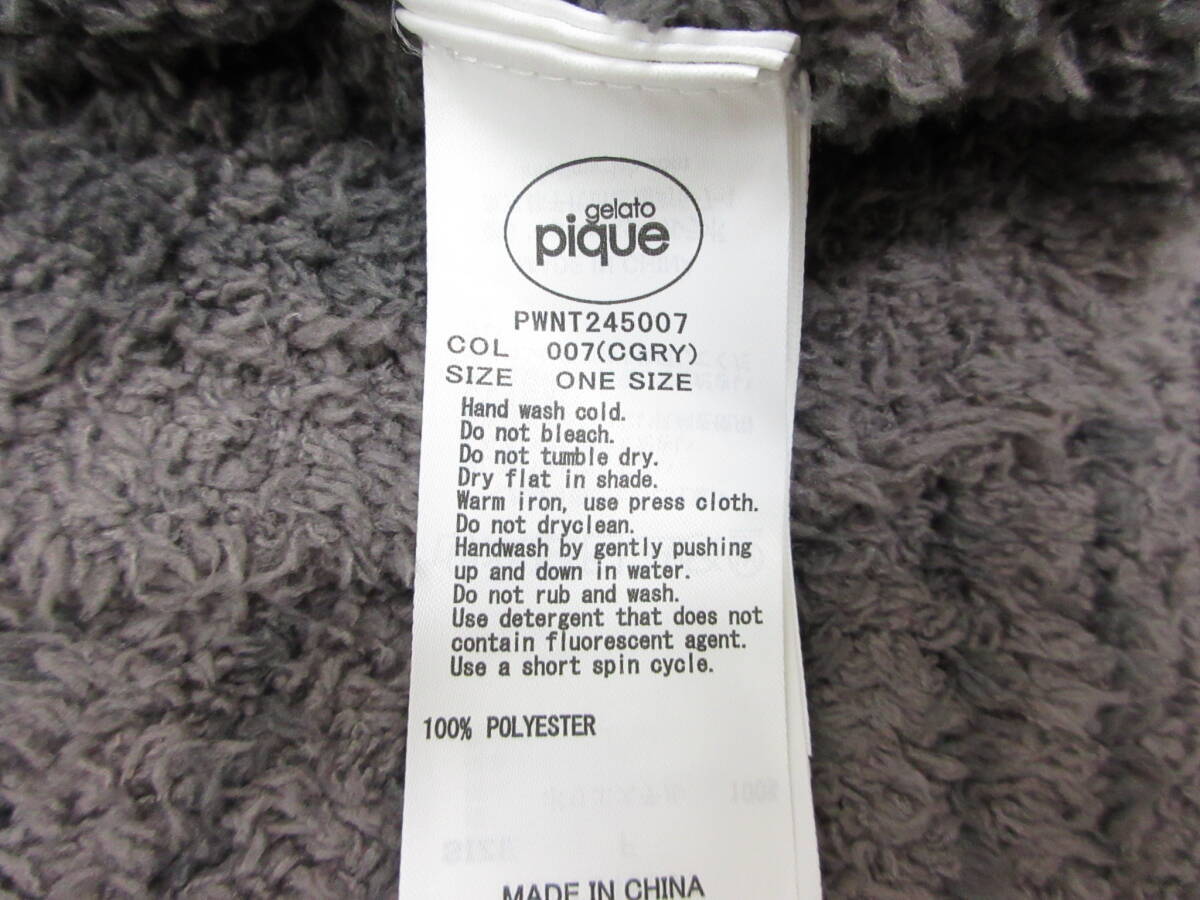 gelato
pique
PWNT245007
COL 007(CGRY)
SIZE ONE SIZE
Hand wash cold.
Do not bleach.
Do not tumble dry.
Dry flat in shade.
Warm iron, use press cloth.
Do not dryclean.
Handwash by gently pushing
up and down in water.
Do not rub and wash.
Use detergent that does not
contain fluorescent agent.
Use a short spin cycle.
100% POLYESTER
MADE IN CHINA